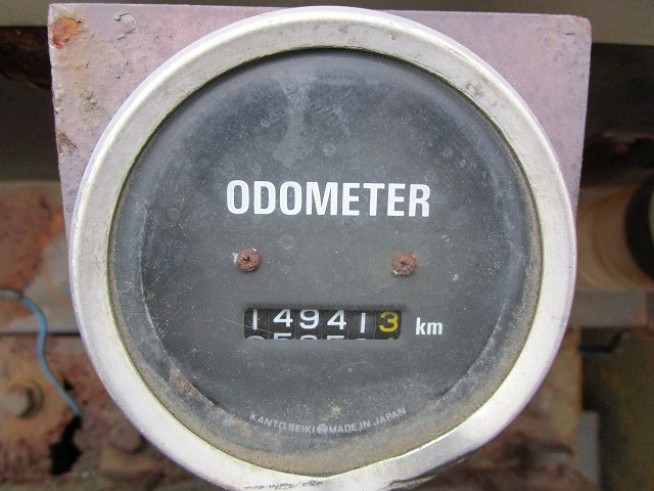 ODOMETER
149413 km
KANTO SEIKI MADE IN JAPAN